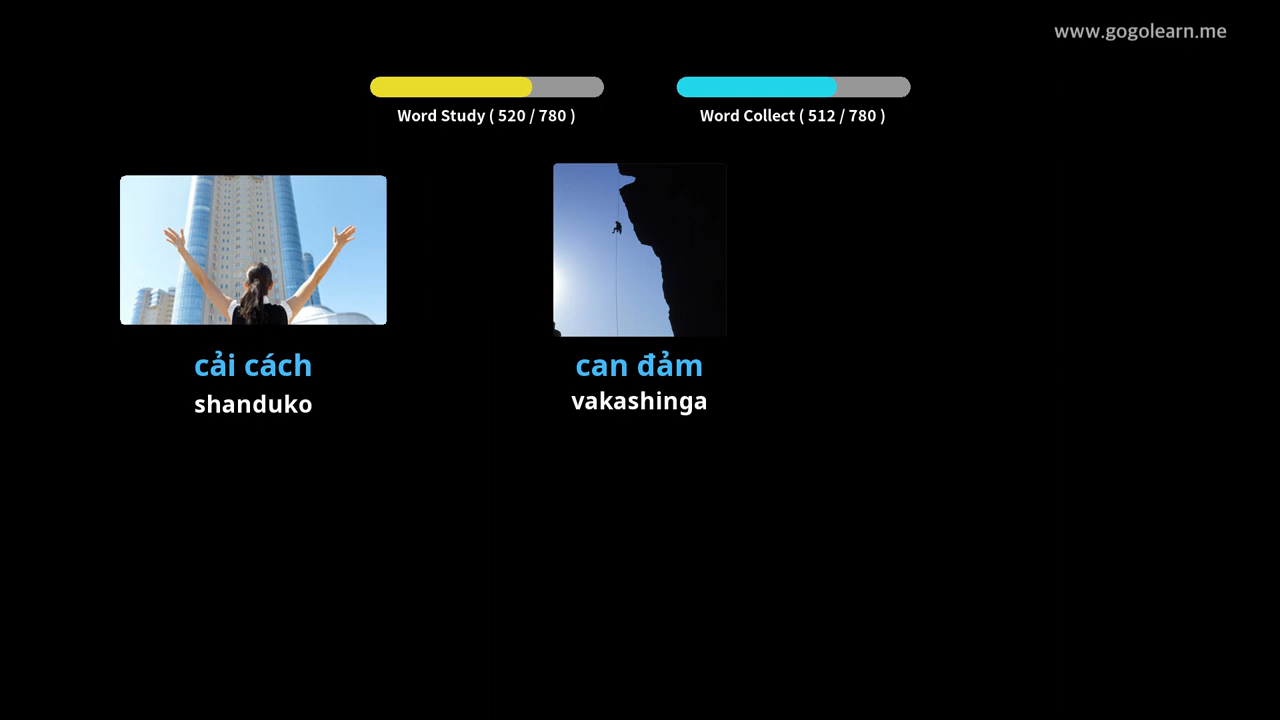 www.gogolearn.me
Word Study ( 520 / 780 )
Word Collect ( 512 / 780 )
cải cách
shanduko
can đảm
vakashinga